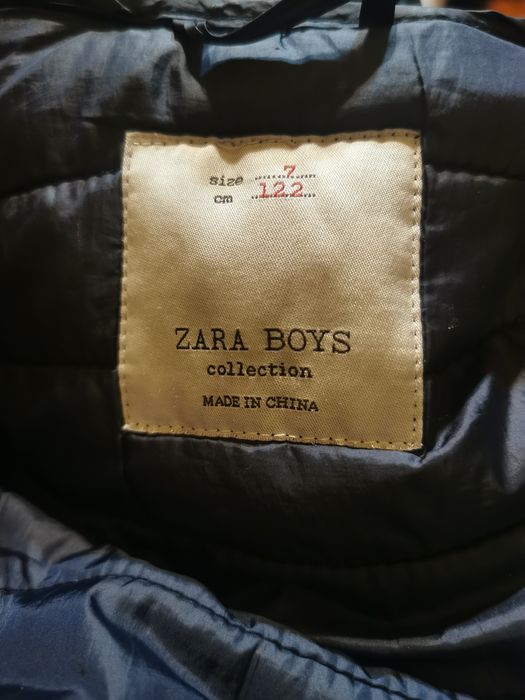 size 7
cm 122
ZARA BOYS
collection
MADE IN CHINA